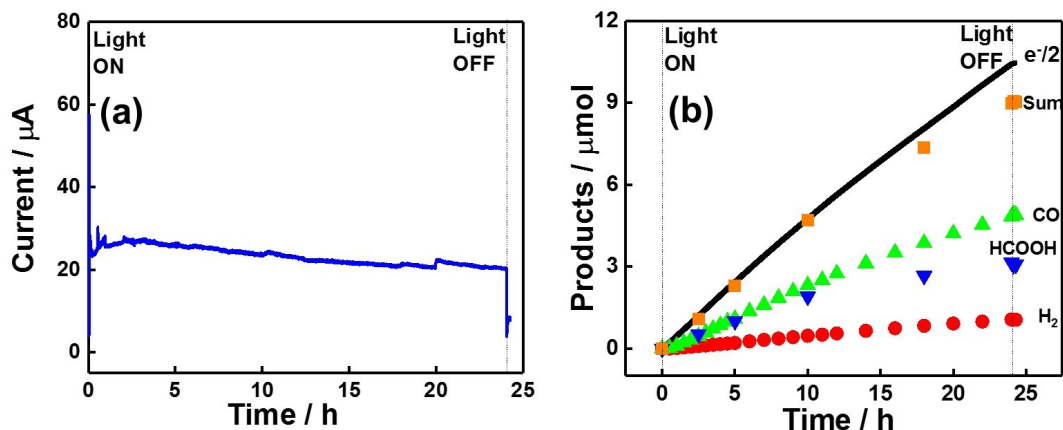 (a)
Light
ON
Light
OFF
80
60
40
20
0
Current / μA
0
5
10
15
20
25
Time / h
(b)
Light
ON
Light
OFF
e⁻/2
Sum
CO
HCOOH
H₂
12
9
6
3
0
Products / μmol
0
5
10
15
20
25
Time / h